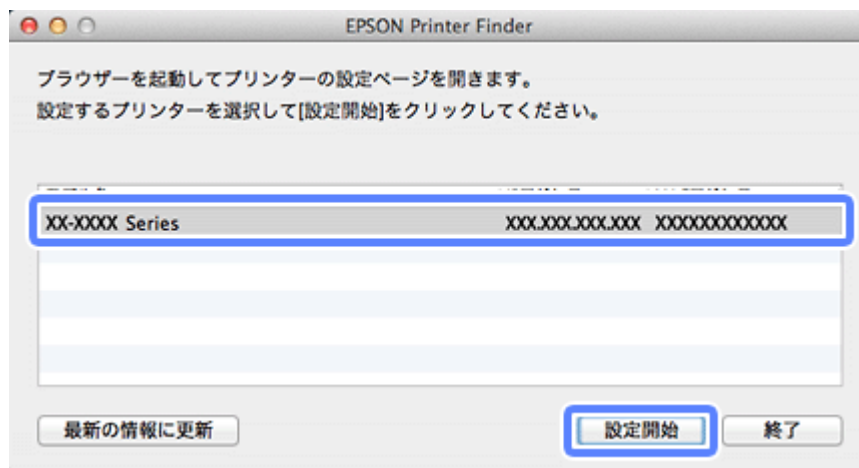 EPSON Printer Finder
ブラウザーを起動してプリンターの設定ページを開きます。
設定するプリンターを選択して[設定開始]をクリックしてください。
XX-XXXX Series XXX.XXX.XXX.XXX XXXXXXXXXXXX
最新の情報に更新 設定開始 終了